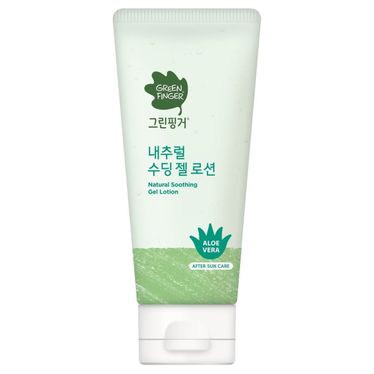 GREEN
FINGER
그린핑거
내추럴
수딩 젤 로션
Natural Soothing
Gel Lotion
ALOE
VERA
AFTER SUN CARE